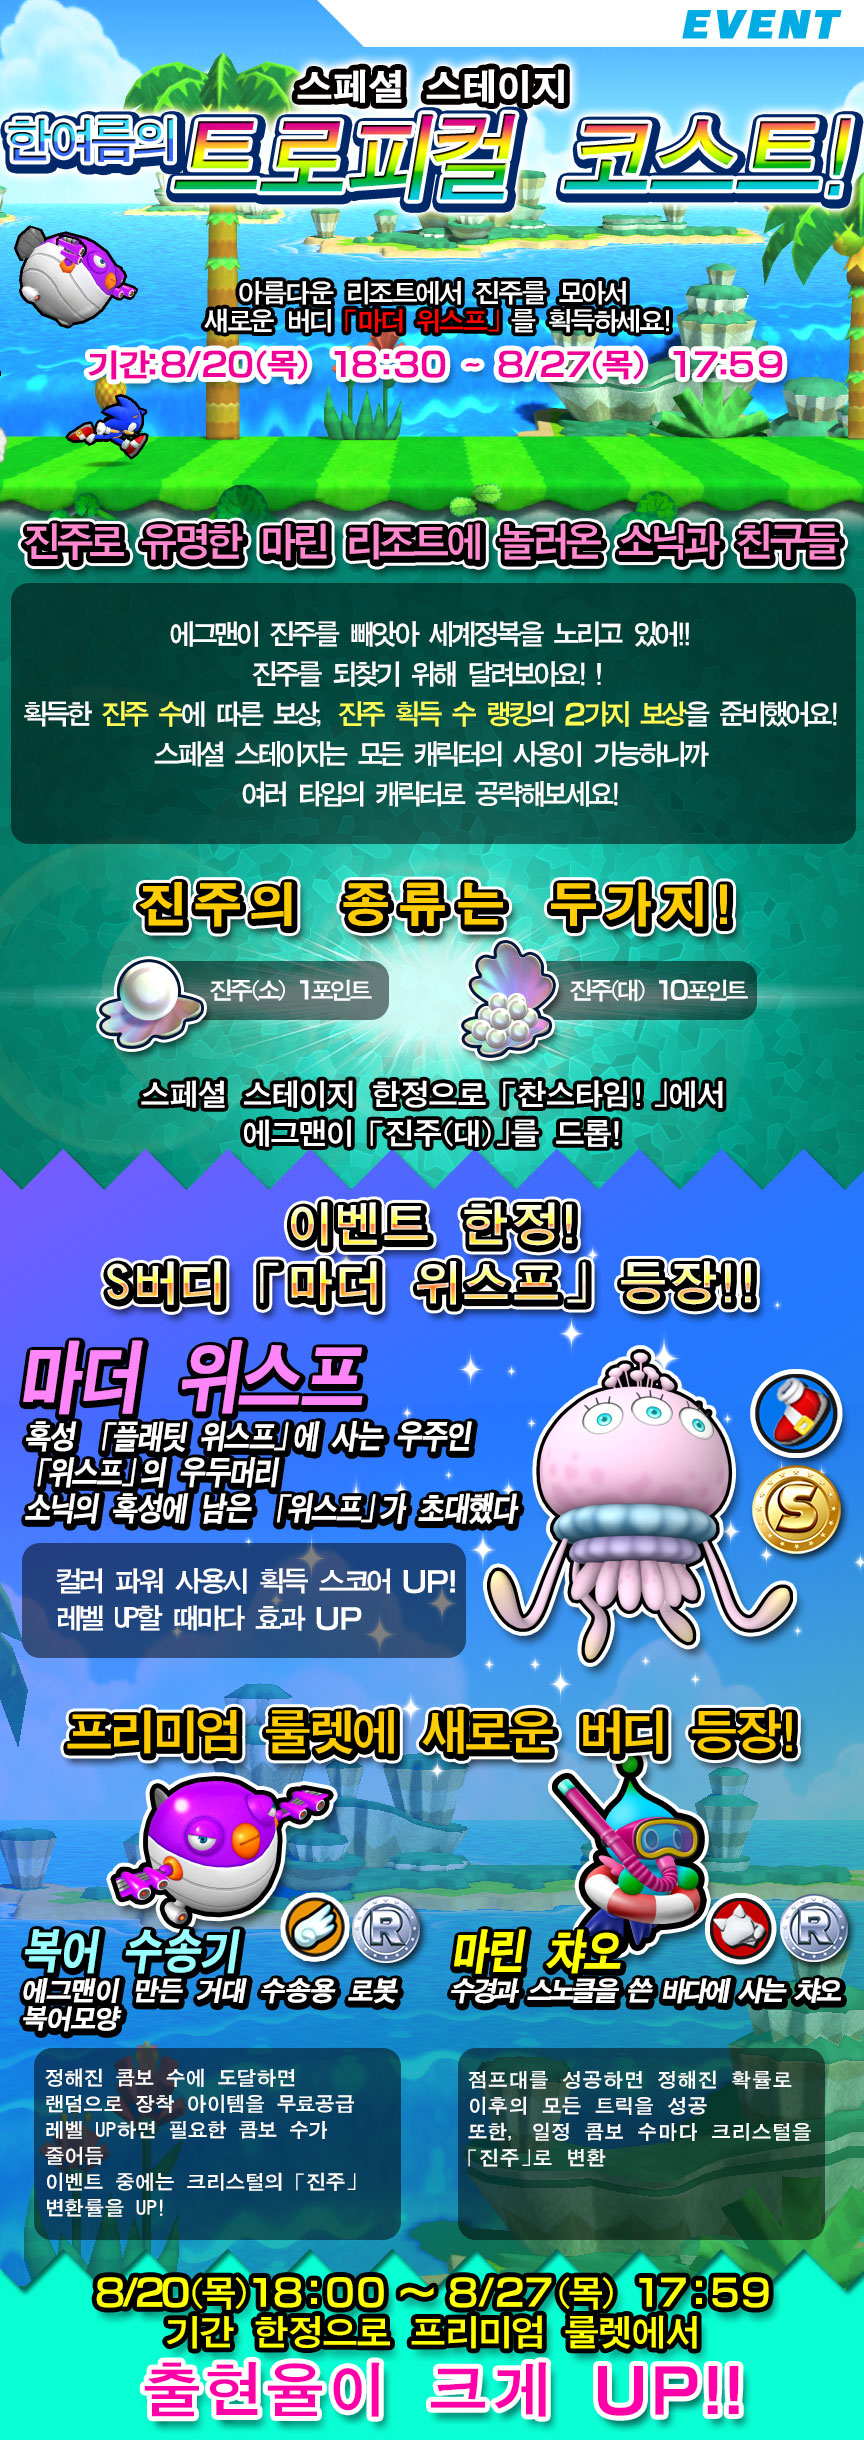 EVENT
스페셜 스테이지
한여름의 트로피컬 코스트!
아름다운 리조트에서 진주를 모아서
새로운 버디 「마더 위스프」 를 획득하세요!
기간: 8/20(목) 18:30 ~ 8/27(목) 17:59
진주로 유명한 마린 리조트에 놀러온 소닉과 친구들
에그맨이 진주를 빼앗아 세계정복을 노리고 있어!!
진주를 되찾기 위해 달려보아요! !
획득한 진주 수에 따른 보상, 진주 획득 수 랭킹의 2가지 보상을 준비했어요!
스페셜 스테이지는 모든 캐릭터의 사용이 가능하니까
여러 타입의 캐릭터로 공략해보세요!
진주의 종류는 두가지!
진주(소) 1포인트
진주(대) 10포인트
스페셜 스테이지 한정으로 「찬스타임! 」에서
에그맨이 「진주(대)」를 드롭!
이벤트 한정!
S버디 「마더 위스프」 등장!!
마더 위스프
혹성 「플래팃 위스프」에 사는 우주인
「위스프」의 우두머리
소닉의 혹성에 남은 「위스프」가 초대했다
S
컬러 파워 사용시 획득 스코어 UP!
레벨 UP할 때마다 효과 UP
프리미엄 룰렛에 새로운 버디 등장!
복어 수송기
R
에그맨이 만든 거대 수송용 로봇
복어모양
정해진 콤보 수에 도달하면
랜덤으로 장착 아이템을 무료공급
레벨 UP하면 필요한 콤보 수가
줄어듬
이벤트 중에는 크리스털의 「진주」
변환률을 UP!
마린 챠오
R
수경과 스노클을 쓴 바다에 사는 챠오
점프대를 성공하면 정해진 확률로
이후의 모든 트릭을 성공
또한, 일정 콤보 수마다 크리스털을
「진주」로 변환
8/20(목)18:00 ~ 8/27(목) 17:59
기간 한정으로 프리미엄 룰렛에서
출현율이 크게 UP!!